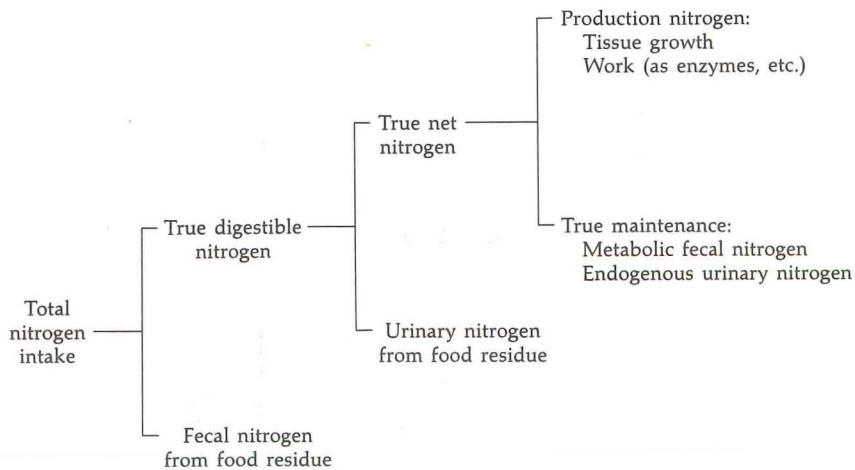 Production nitrogen:
Tissue growth
Work (as enzymes, etc.)
True net
nitrogen
True digestible
nitrogen
True maintenance:
Metabolic fecal nitrogen
Endogenous urinary nitrogen
Total
nitrogen
intake
Urinary nitrogen
from food residue
Fecal nitrogen
from food residue